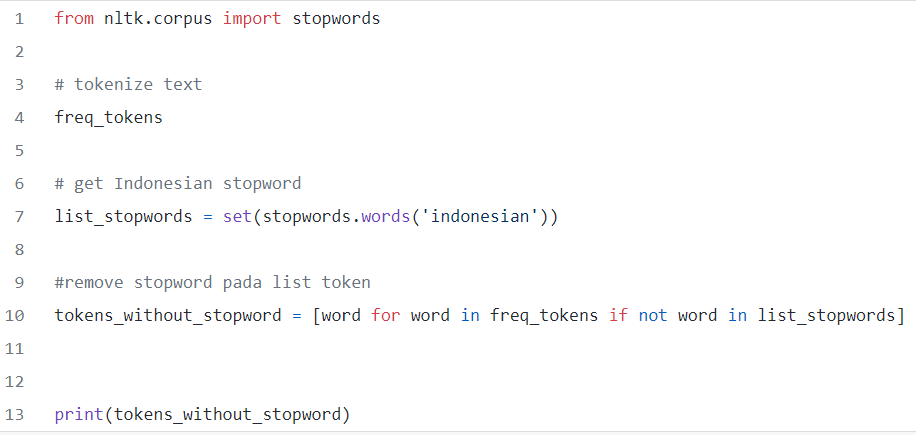 1 from nltk.corpus import stopwords
2
3 # tokenize text
4 freq_tokens
5
6 # get Indonesian stopword
7 list_stopwords = set(stopwords.words('indonesian'))
8
9 #remove stopword pada list token
10 tokens_without_stopword = [word for word in freq_tokens if not word in list_stopwords]
11
12
13 print(tokens_without_stopword)